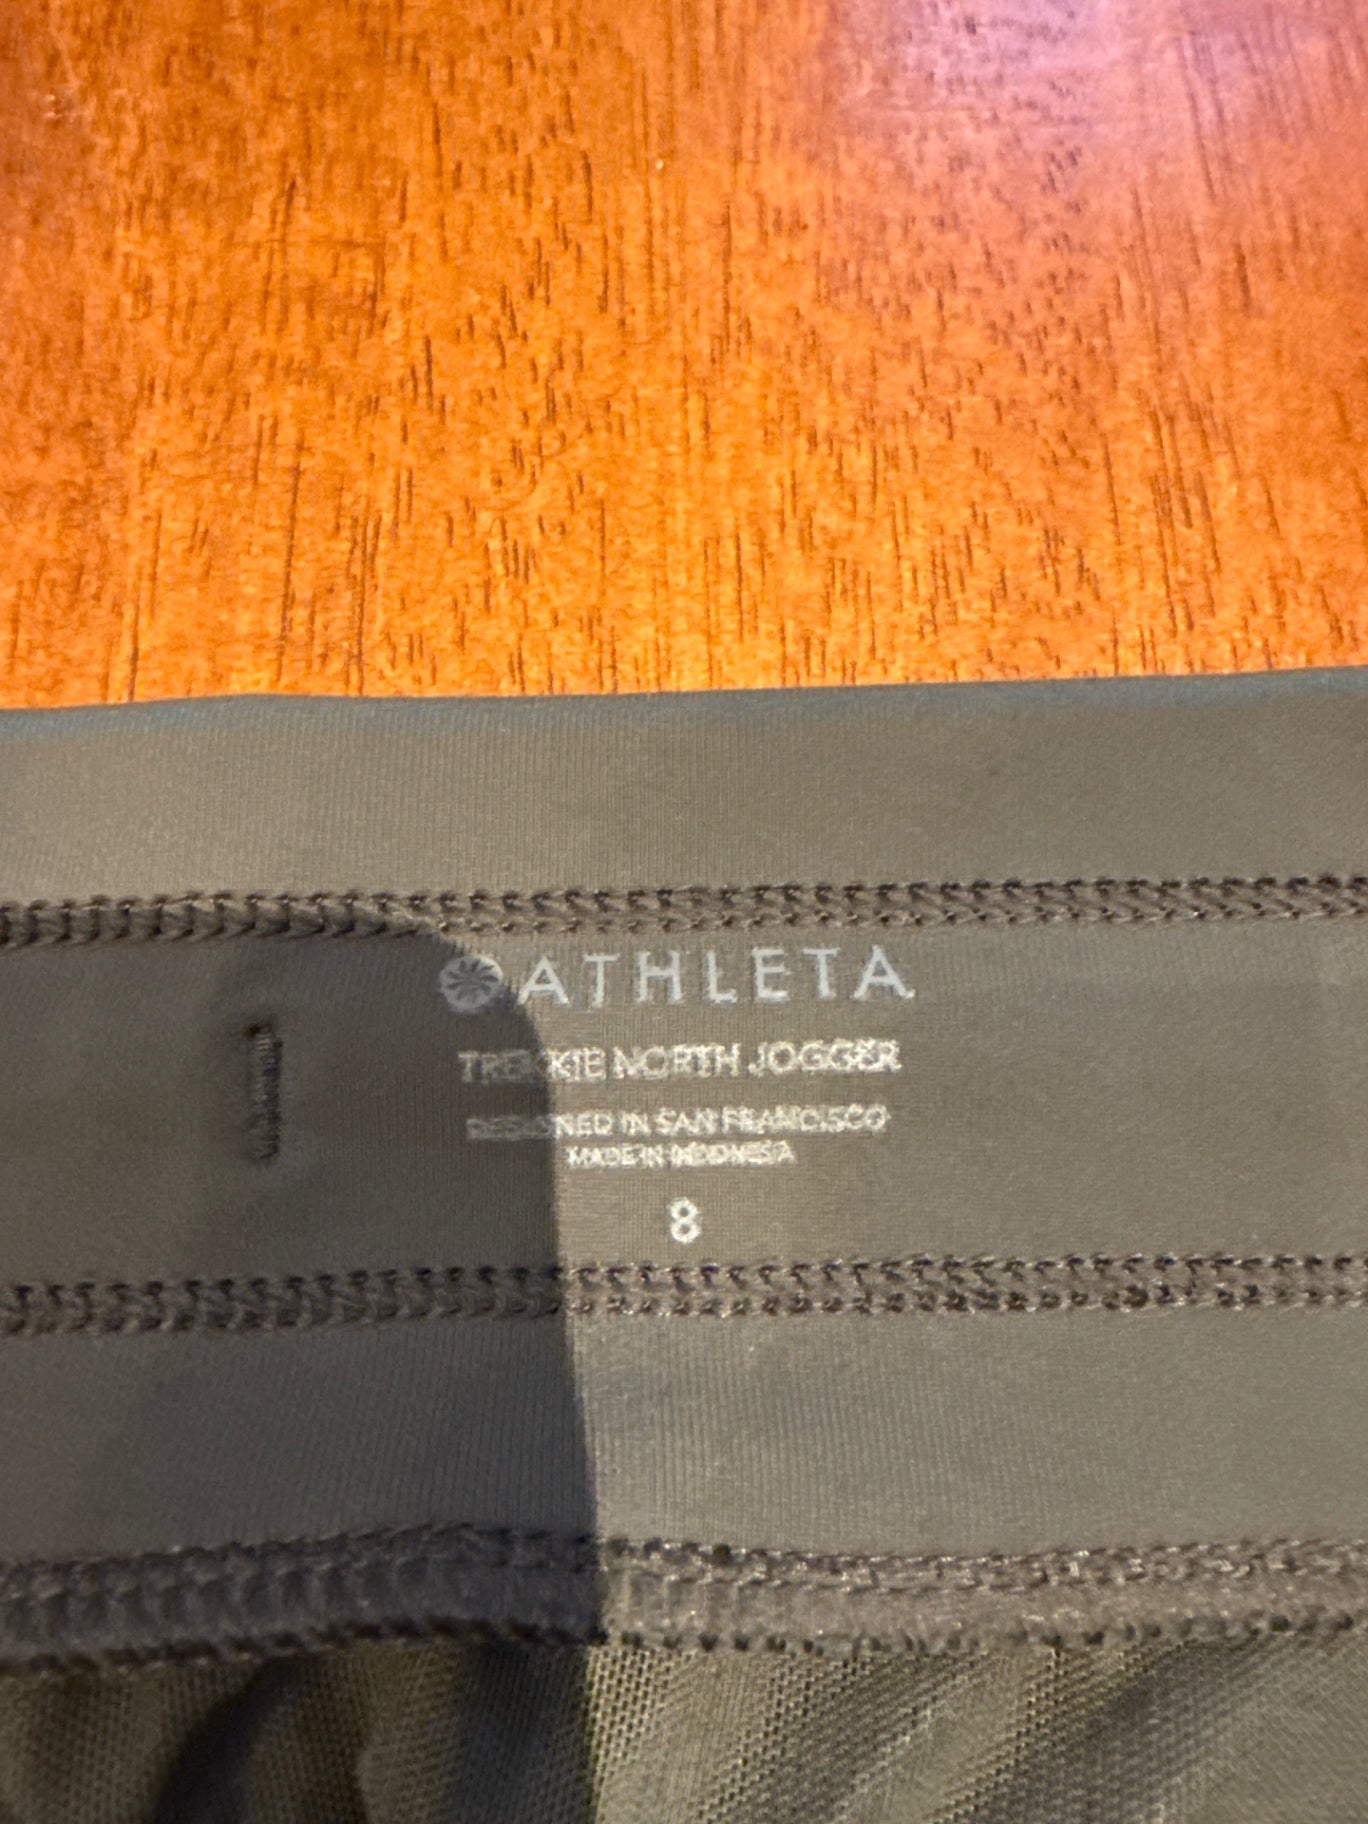 ATHLETA
TREKKIE NORTH JOGGER
DESIGNED IN SAN FRANCISCO
MADE IN INDONESIA
8